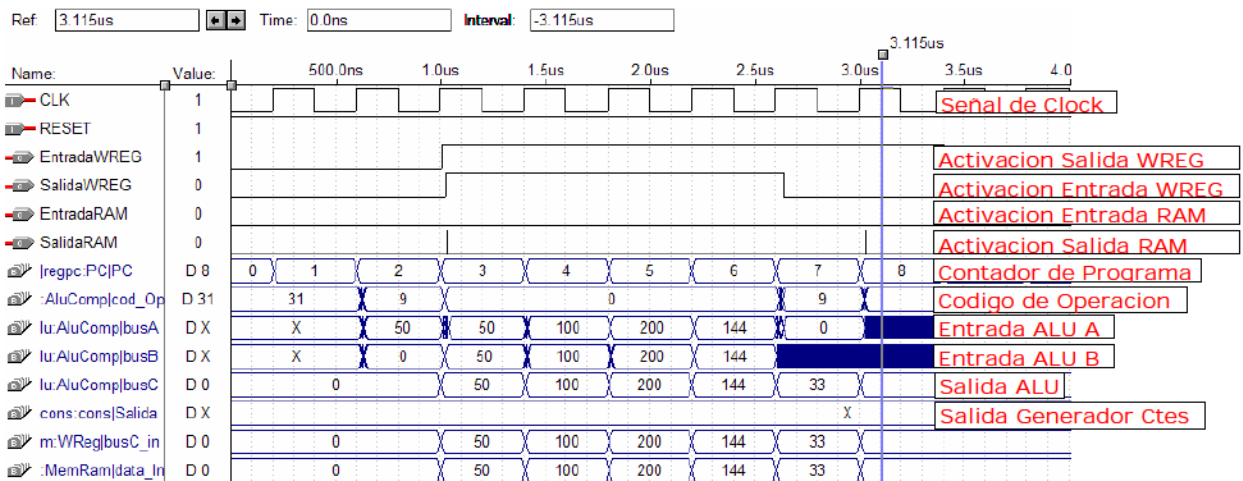 Ref: 3.115us Time: 0.0ns Interval: -3.115us
3.115us
Name: Value: 500.0ns 1.0us 1.5us 2.0us 2.5us 3.0us 3.5us 4.0
CLK 1 Señal de Clock
RESET 1
EntradaWREG 1 Activacion Salida WREG
SalidaWREG 0 Activacion Entrada WREG
EntradaRAM 0 Activacion Entrada RAM
SalidaRAM 0 Activacion Salida RAM
|regpc:PC|PC D 8 0 1 2 3 4 5 6 7 8 Contador de Programa
:AluComp|cod_Op D 31 31 9 0 9 Codigo de Operacion
lu:AluComp|busA D X X 50 50 100 200 144 0 Entrada ALU A
lu:AluComp|busB D X X 0 50 100 200 144 Entrada ALU B
lu:AluComp|busC D 0 0 50 100 200 144 33 Salida ALU
cons:cons|Salida D X X Salida Generador Ctes
m:WReg|busC_in D 0 0 50 100 200 144 33
:MemRam|data_In D 0 0 50 100 200 144 33